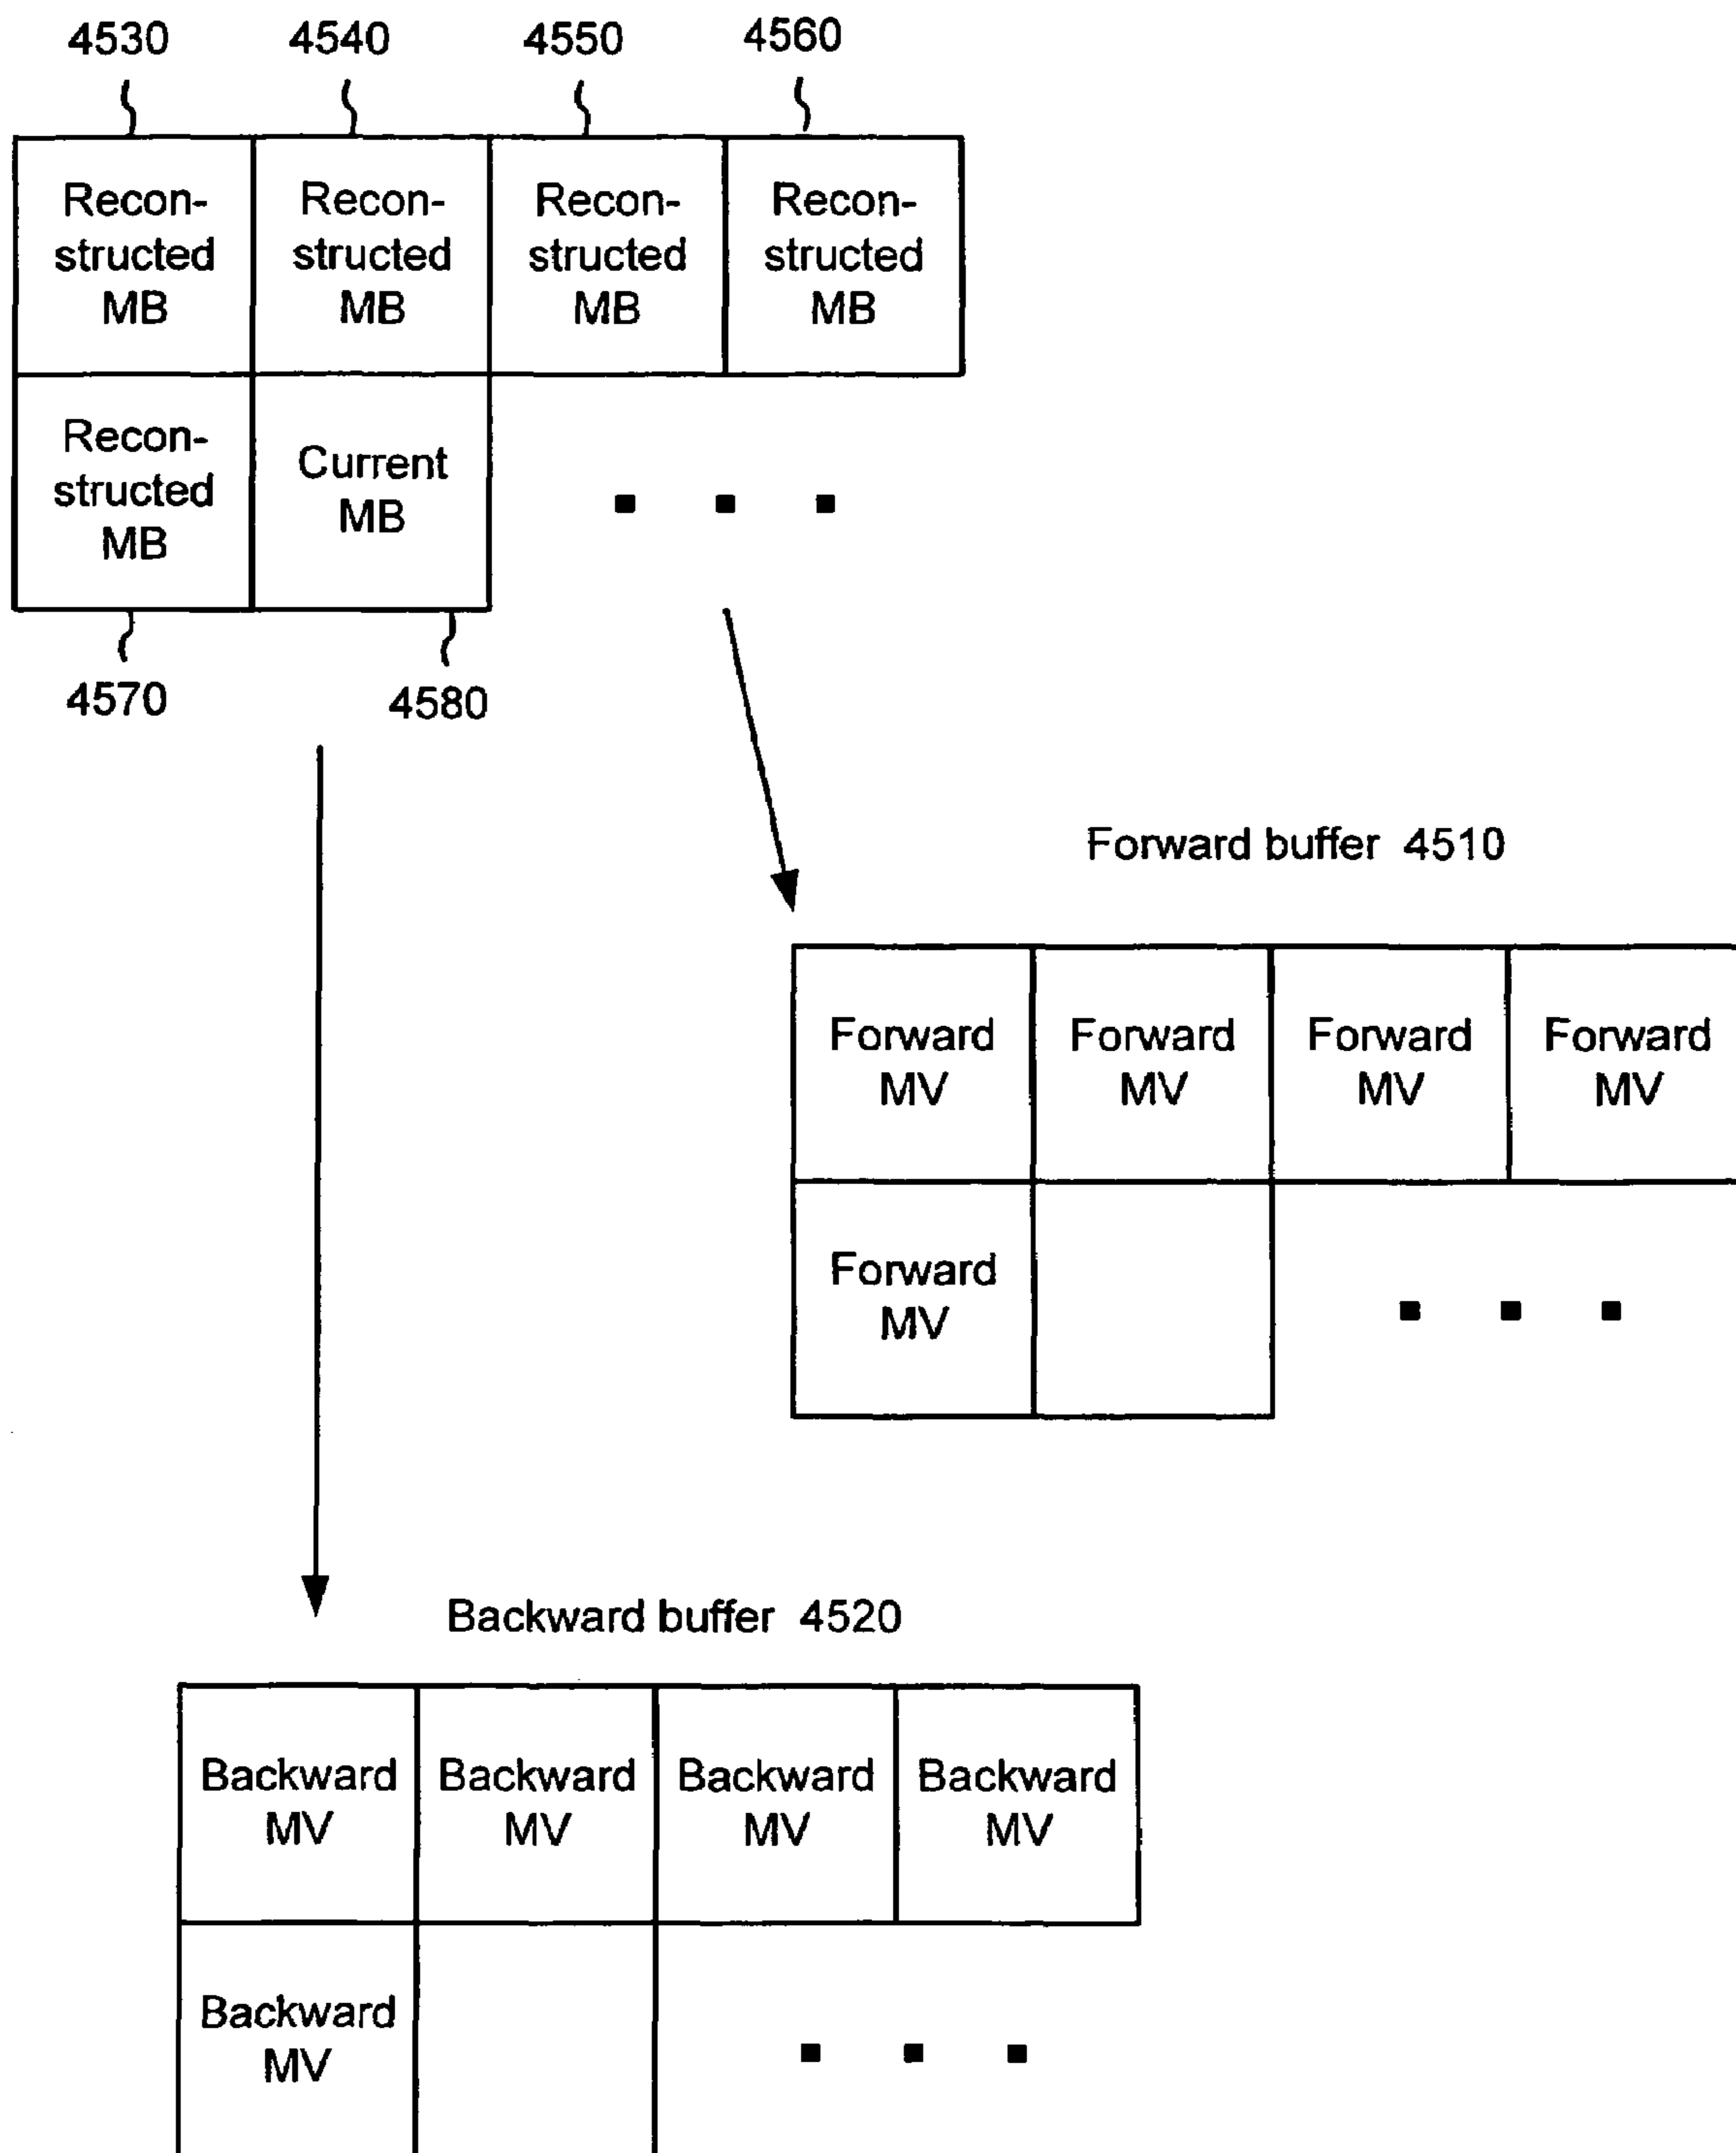 4530 4540 4550 4560
Recon-
structed
MB
Recon-
structed
MB
Recon-
structed
MB
Recon-
structed
MB
Recon-
structed
MB
Current
MB
4570 4580
Forward buffer 4510
Forward
MV
Forward
MV
Forward
MV
Forward
MV
Forward
MV
Backward buffer 4520
Backward
MV
Backward
MV
Backward
MV
Backward
MV
Backward
MV